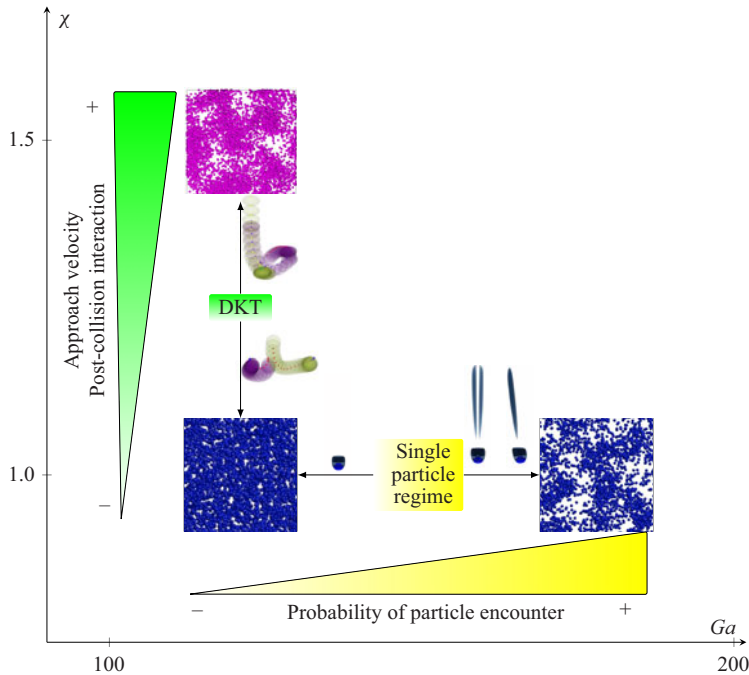 χ
+
1.5
Approach velocity
Post-collision interaction
DKT
1.0
Single
particle
regime
−
− Probability of particle encounter +
Ga
100 200